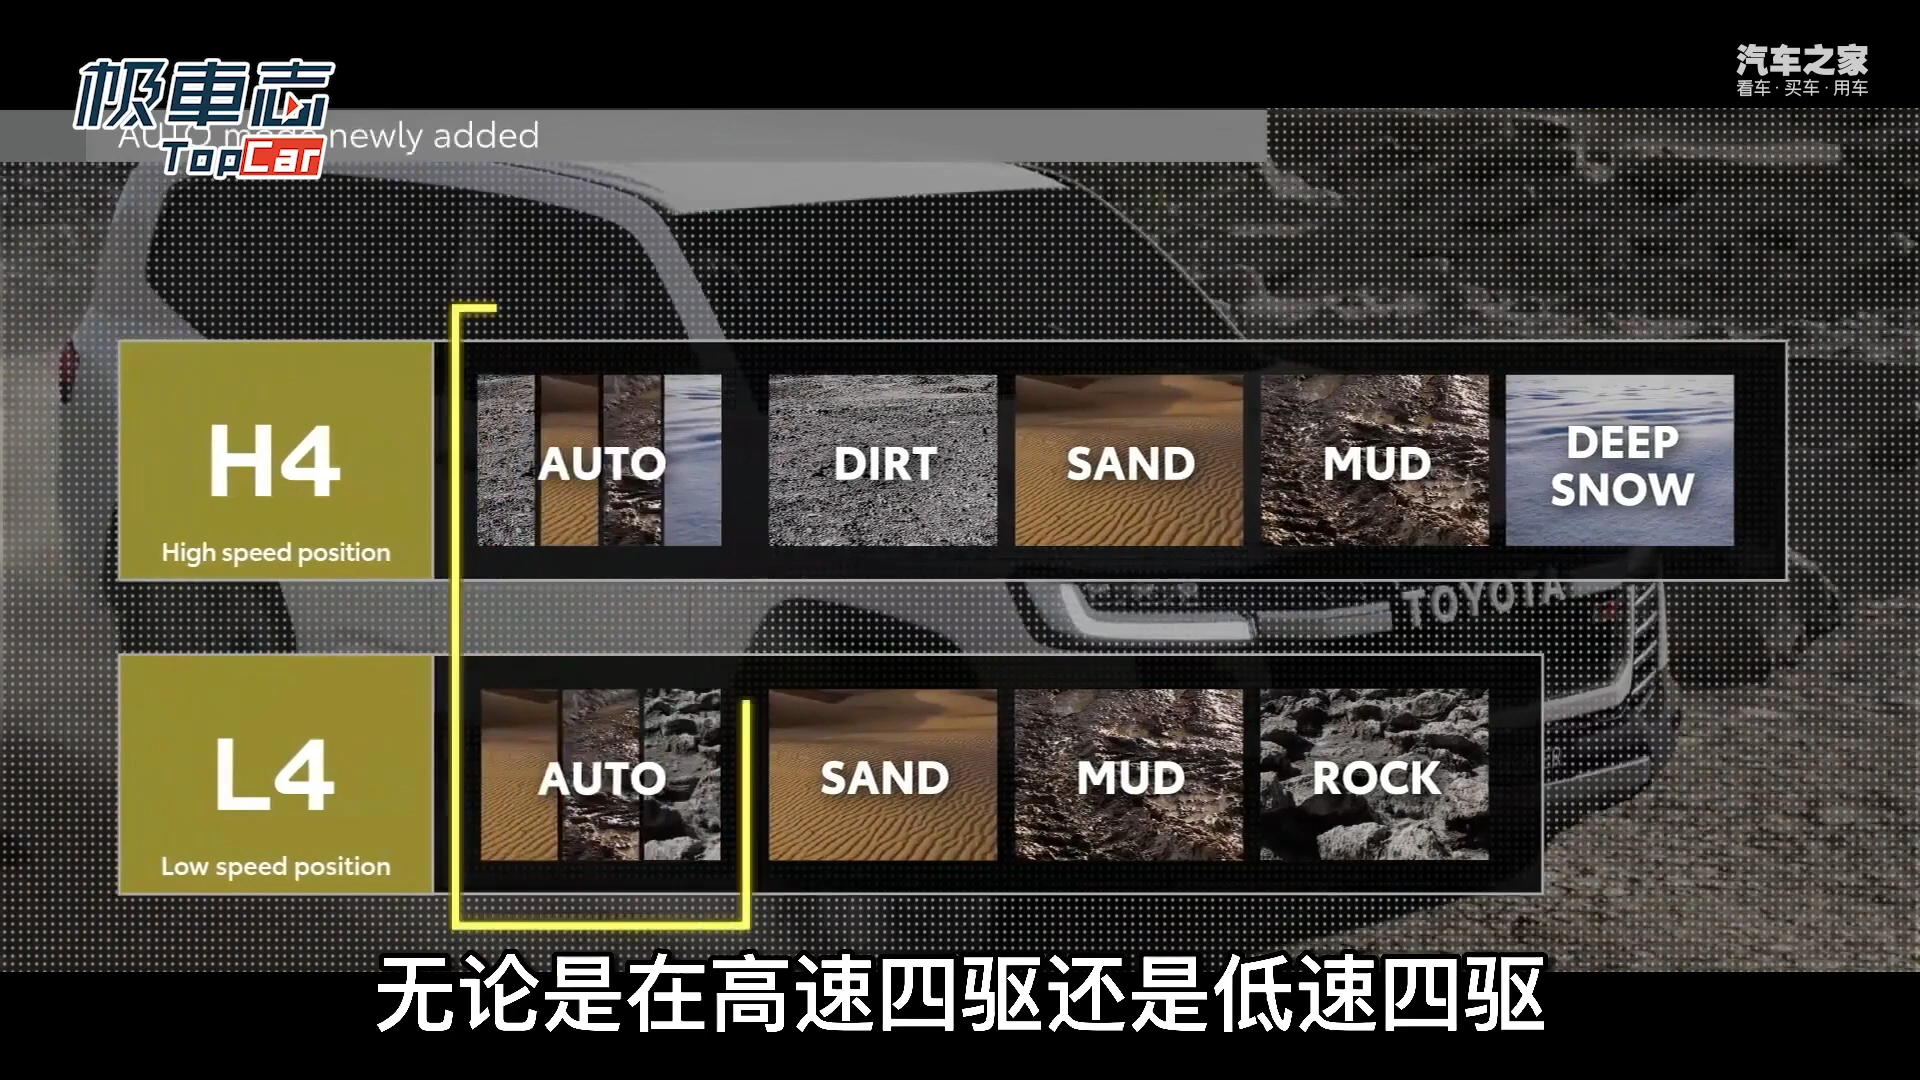 极車志
TopCar
汽车之家
看车·买车·用车
AUTO mode newly added
H4
High speed position
AUTO
DIRT
SAND
MUD
DEEP
SNOW
TOYOTA
L4
Low speed position
AUTO
SAND
MUD
ROCK
无论是在高速四驱还是低速四驱